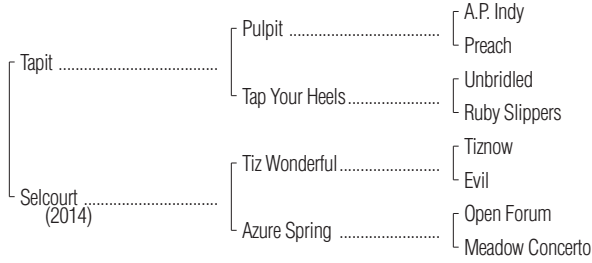 A.P. Indy
Pulpit ..............................
Preach
Tapit ................................
Unbridled
Tap Your Heels..................
Ruby Slippers
Tiznow
Tiz Wonderful....................
Evil
Selcourt ...........................
(2014)
Open Forum
Azure Spring ....................
Meadow Concerto